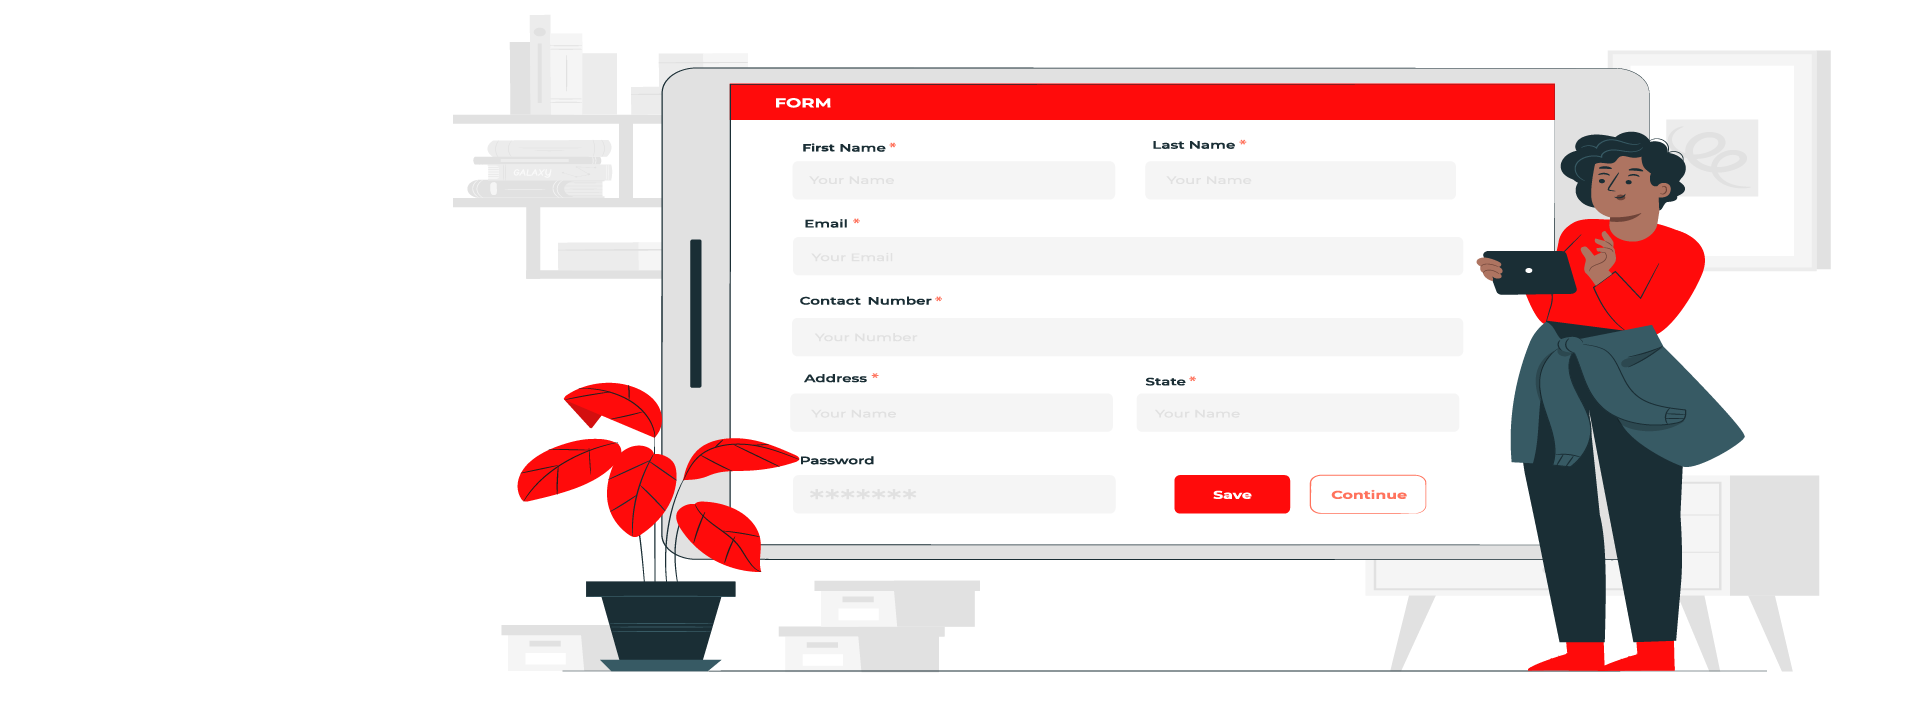 FORM
First Name *
Last Name *
Your Name
Your Name
Email *
Your Email
Contact Number *
Your Number
Address *
State *
Your Name
Your Name
Password
*******
Save
Continue
GALAXY